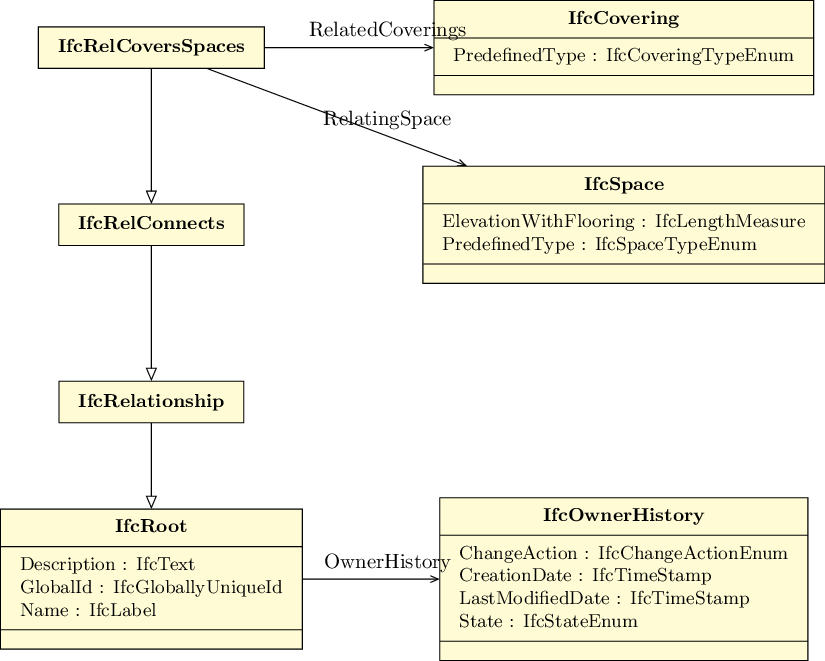 IfcRelCoversSpaces
RelatedCoverings
IfcCovering
PredefinedType : IfcCoveringTypeEnum
RelatingSpace
IfcSpace
ElevationWithFlooring : IfcLengthMeasure
PredefinedType : IfcSpaceTypeEnum
IfcRelConnects
IfcRelationship
IfcRoot
Description : IfcText
GlobalId : IfcGloballyUniqueId
Name : IfcLabel
OwnerHistory
IfcOwnerHistory
ChangeAction : IfcChangeActionEnum
CreationDate : IfcTimeStamp
LastModifiedDate : IfcTimeStamp
State : IfcStateEnum